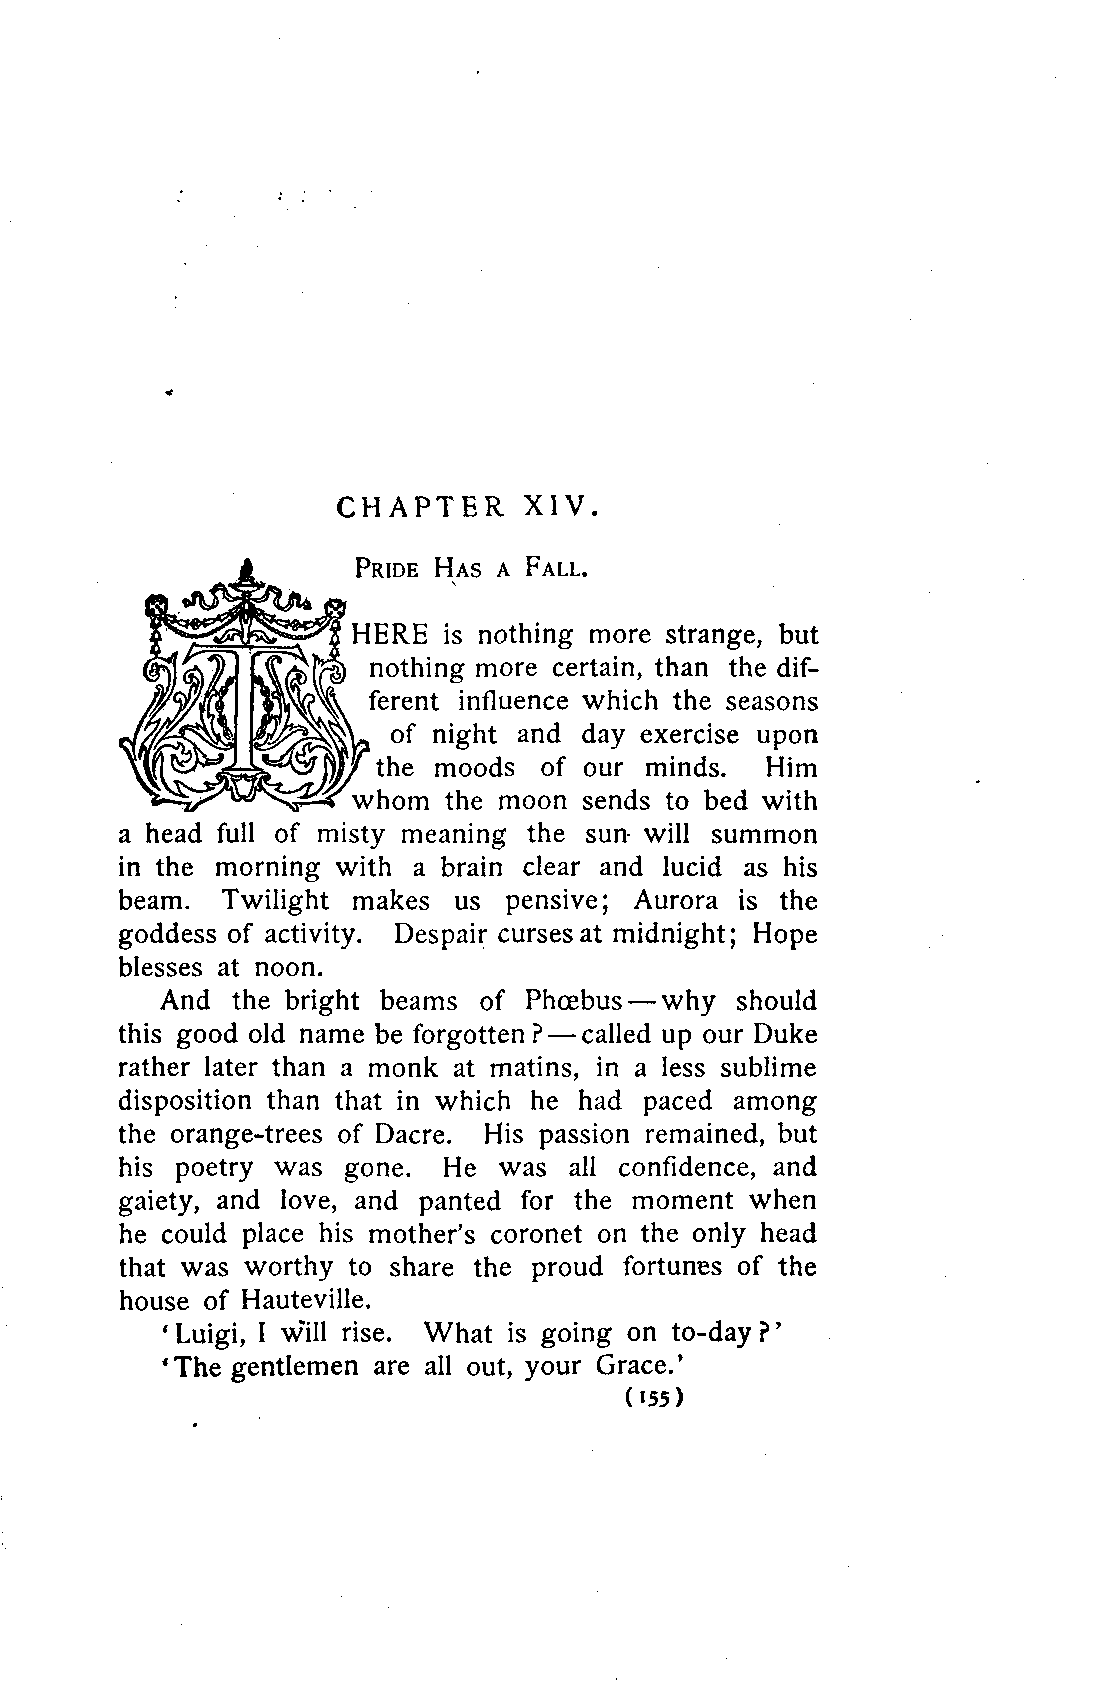 CHAPTER XIV.
PRIDE HAS A FALL.
THERE is nothing more strange, but
nothing more certain, than the dif-
ferent influence which the seasons
of night and day exercise upon
the moods of our minds. Him
whom the moon sends to bed with
a head full of misty meaning the sun will summon
in the morning with a brain clear and lucid as his
beam. Twilight makes us pensive; Aurora is the
goddess of activity. Despair curses at midnight; Hope
blesses at noon.
And the bright beams of Phœbus—why should
this good old name be forgotten?—called up our Duke
rather later than a monk at matins, in a less sublime
disposition than that in which he had paced among
the orange-trees of Dacre. His passion remained, but
his poetry was gone. He was all confidence, and
gaiety, and love, and panted for the moment when
he could place his mother's coronet on the only head
that was worthy to share the proud fortunes of the
house of Hauteville.
'Luigi, I will rise. What is going on to-day?'
'The gentlemen are all out, your Grace.'
(155)